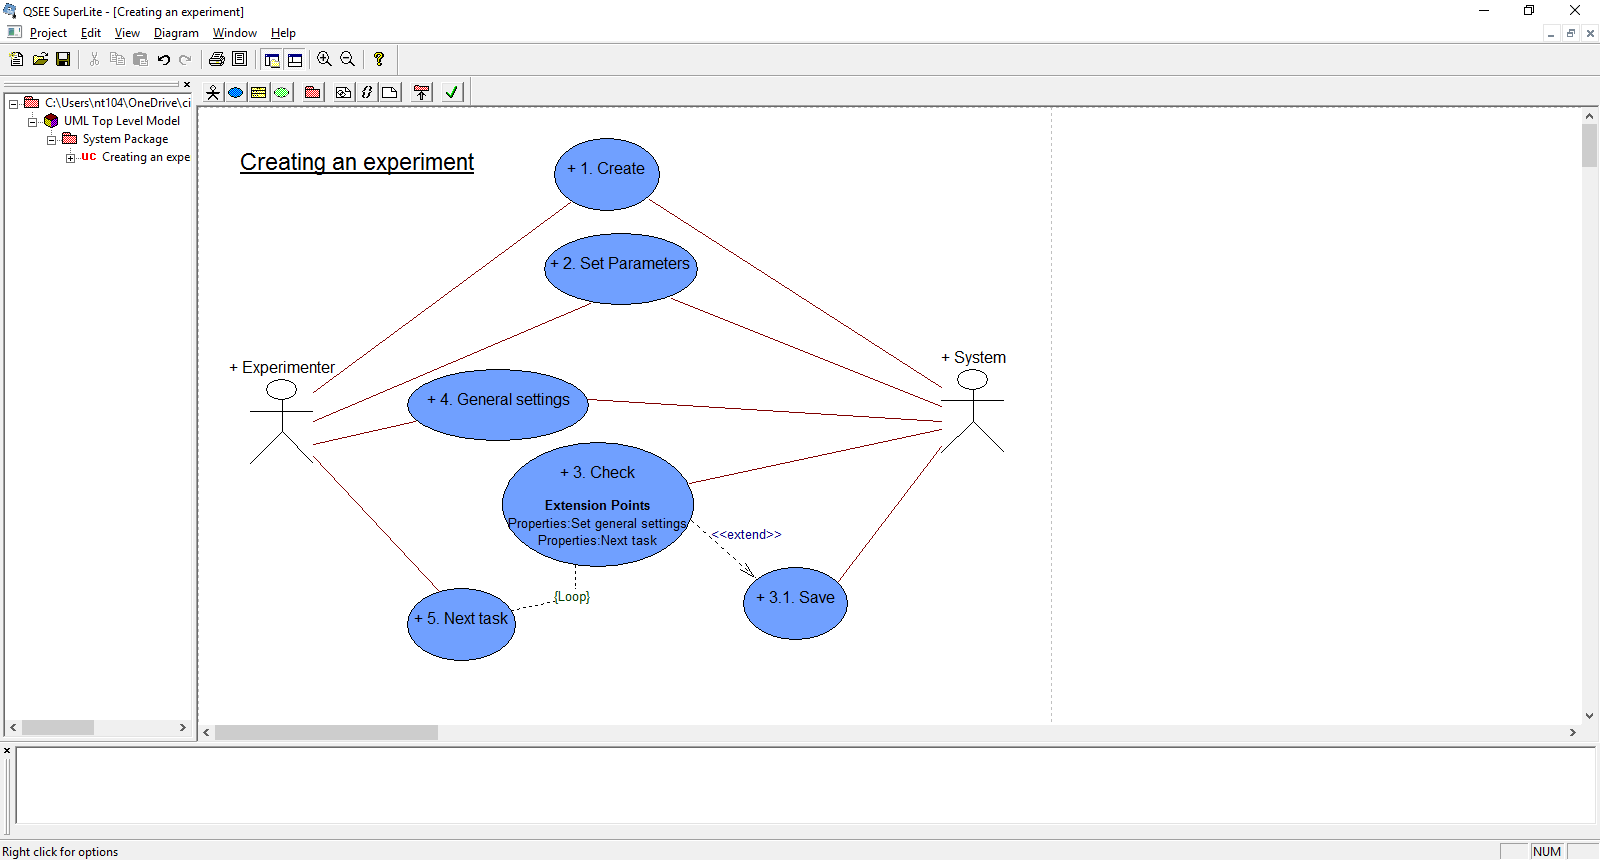 QSEE SuperLite - [Creating an experiment]
Project Edit View Diagram Window Help
C:\Users\nt104\OneDrive\ci
UML Top Level Model
System Package
UC Creating an expe
Creating an experiment
+ 1. Create
+ 2. Set Parameters
+ Experimenter
+ System
+ 4. General settings
+ 3. Check
Extension Points
Properties:Set general settings
Properties:Next task
<<extend>>
{Loop}
+ 3.1. Save
+ 5. Next task
Right click for options
NUM